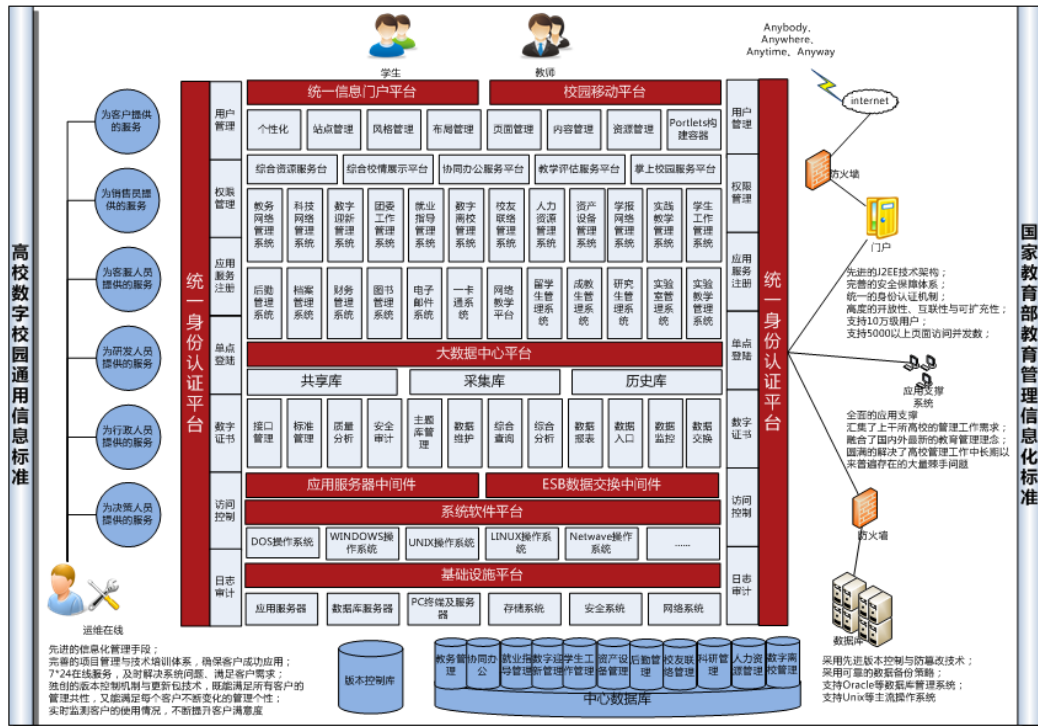 Anybody、
Anywhere、
Anytime、Anyway
学生
教师
internet
防火墙
门户
高校数字校园通用信息标准
国家教育部教育管理信息化标准
为客户提供
的服务
为销售员提
供的服务
为客服人员
提供的服务
为研发人员
提供的服务
为行政人员
提供的服务
为决策人员
提供的服务
运维在线
先进的信息化管理手段；
完善的项目管理与技术培训体系，确保客户成功应用；
7*24在线服务，及时解决系统问题、满足客户需求；
独创的版本控制机制与更新包技术，既能满足所有客户的
管理共性，又能满足每个客户不断变化的管理个性；
实时监测客户的使用情况，不断提升客户满意度
统一身份认证平台
用户
管理
权限
管理
应用
服务
注册
单点
登陆
数字
证书
访问
控制
日志
审计
统一信息门户平台
校园移动平台
个性化
站点管理
风格管理
布局管理
页面管理
内容管理
资源管理
Portlets构
建容器
综合资源服务台
综合校情展示平台
协同办公服务平台
教学评估服务平台
掌上校园服务平台
教务
网络
管理
系统
科技
网络
管理
系统
数字
迎新
管理
系统
团委
工作
管理
系统
就业
指导
管理
系统
数字
离校
管理
系统
校友
联络
管理
系统
人力
资源
管理
系统
资产
设备
管理
系统
学报
网络
管理
系统
实践
教学
管理
系统
学生
工作
管理
系统
后勤
管理
系统
档案
管理
系统
财务
管理
系统
图书
管理
系统
电子
邮件
系统
一卡
通系
统
网络
教学
平台
留学
生管
理系
统
成教
生管
理系
统
研究
生管
理系
统
实验
室管
理系
统
实验
教学
管理
系统
大数据中心平台
共享库
采集库
历史库
接口
管理
标准
管理
质量
分析
安全
审计
主题
库管
理
数据
维护
综合
查询
综合
分析
数据
报表
数据
入口
数据
监控
数据
交换
应用服务器中间件
ESB数据交换中间件
系统软件平台
DOS操作系统
WINDOWS操
作系统
UNIX操作系统
LINUX操作系
统
Netwave操作
系统
……
基础设施平台
应用服务器
数据库服务器
PC终端及服务
器
存储系统
安全系统
网络系统
用户
管理
权限
管理
应用
服务
注册
单点
登陆
数字
证书
访问
控制
日志
审计
统一身份认证平台
先进的J2EE技术架构；
完善的安全保障体系；
统一的身份认证机制；
高度的开放性、互联性与可扩充性；
支持10万级用户；
支持5000以上页面访问并发数；
应用支撑
系统
全面的应用支撑
汇集了上千所高校的管理工作需求；
融合了国内外最新的教育管理理念；
圆满的解决了高校管理工作中长期以
来普遍存在的大量棘手问题
防火墙
数据库
采用先进版本控制与防篡改技术；
采用可靠的数据备份策略；
支持Oracle等数据库管理系统；
支持Unix等主流操作系统
版本控制库
教务管
理
协同办
公
就业指
导管理
数字迎
新管理
学生工
作管理
资产设
备管理
后勤管
理
校友联
络管理
科研管
理
人力资
源管理
数字离
校管理
中心数据库